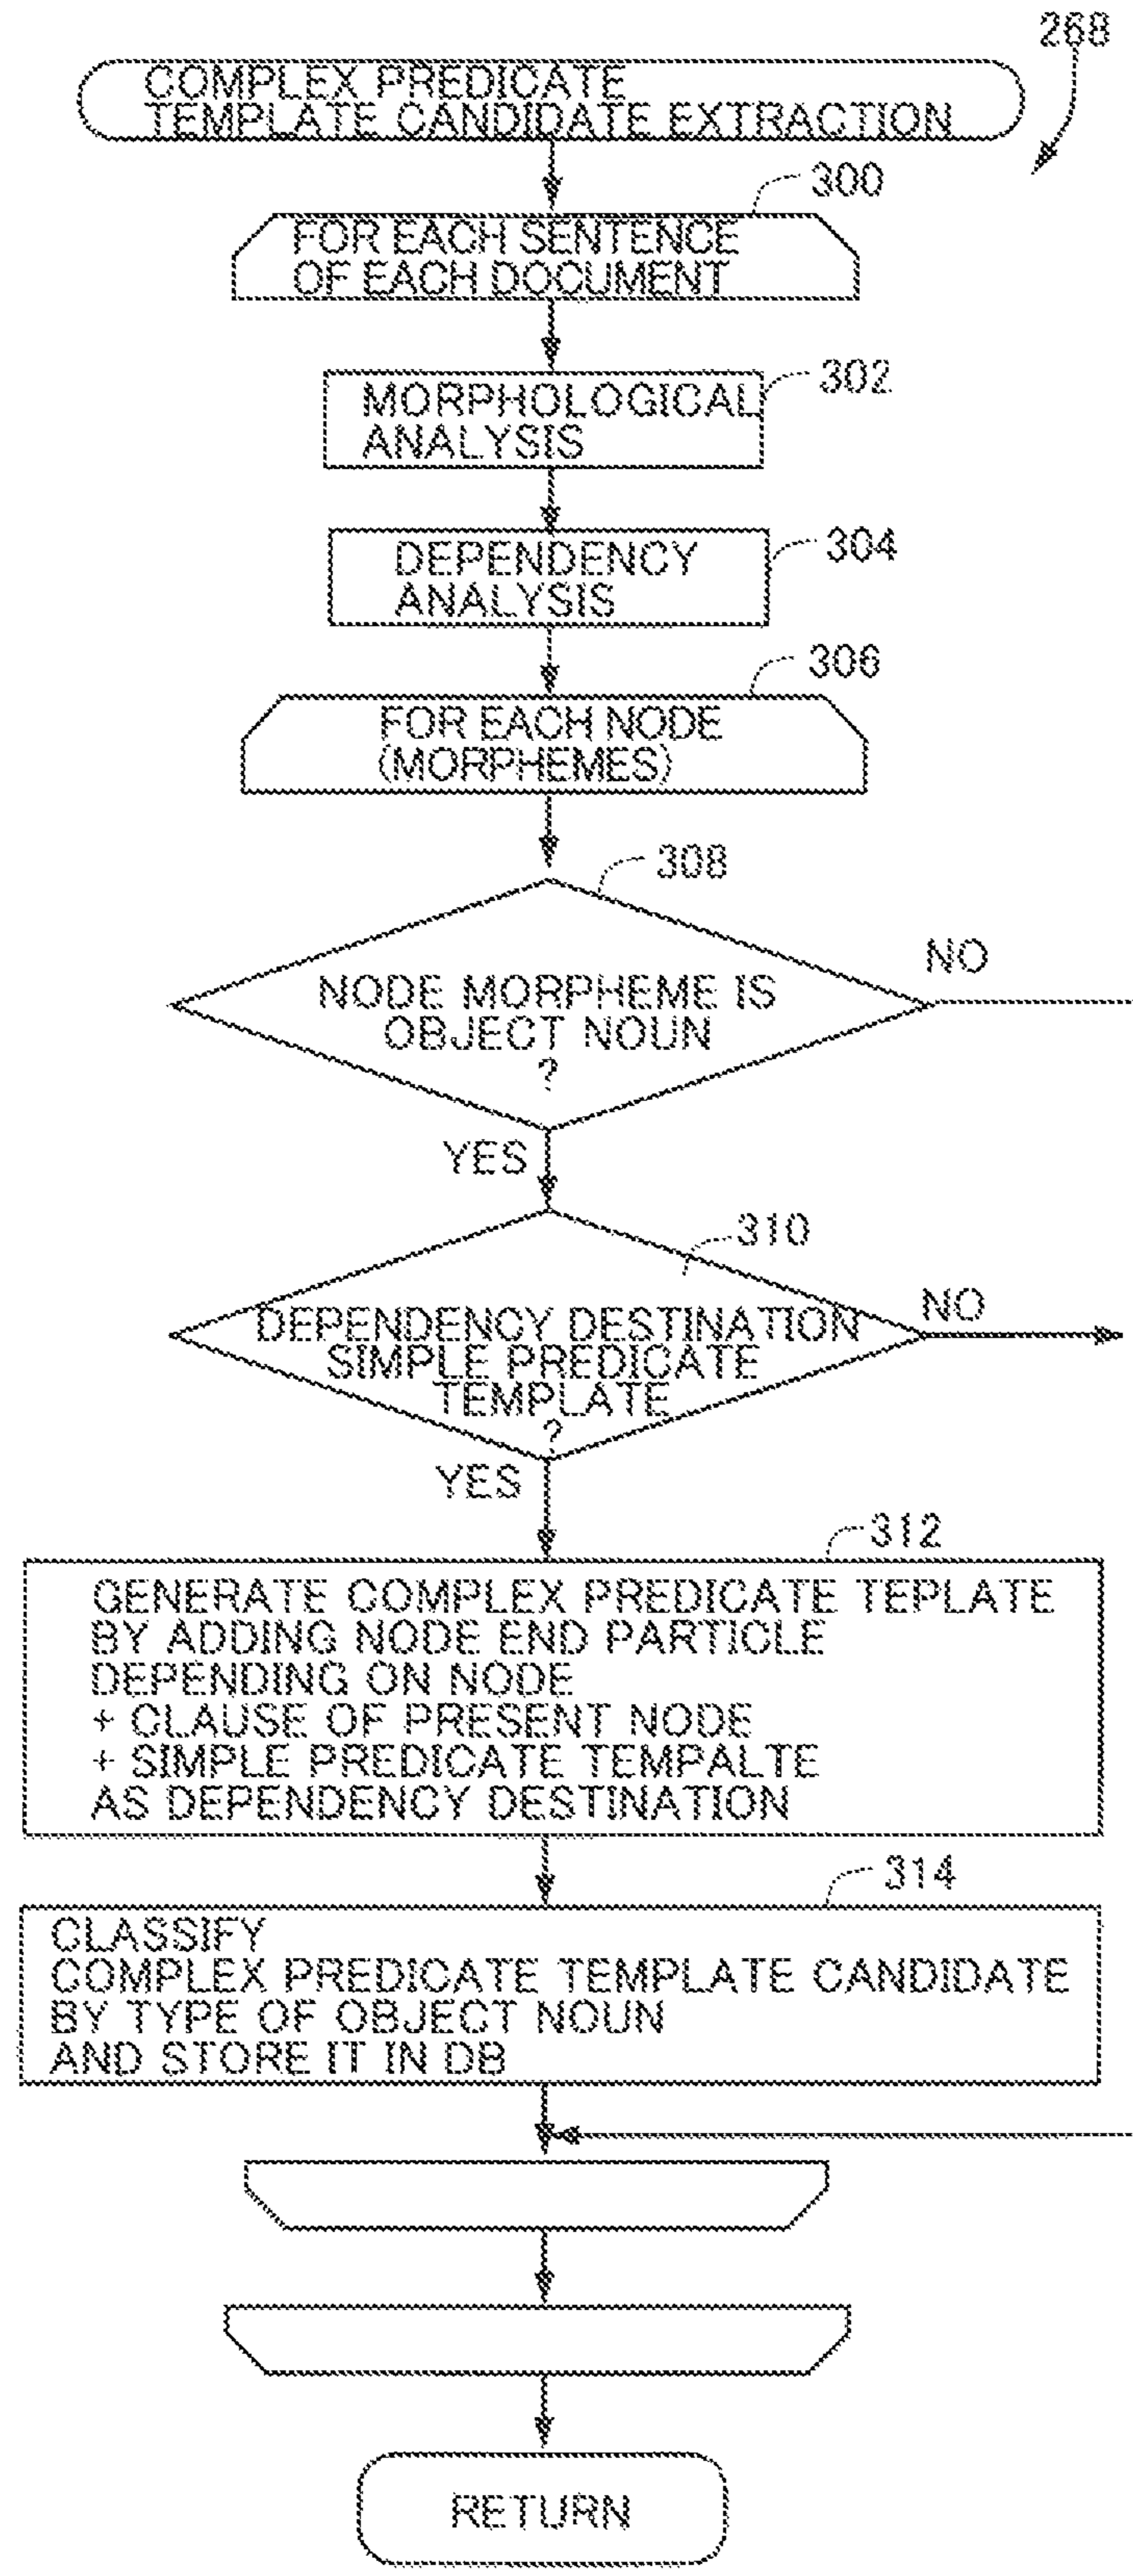 268
COMPLEX PREDICATE
TEMPLATE CANDIDATE EXTRACTION
300
FOR EACH SENTENCE
OF EACH DOCUMENT
302
MORPHOLOGICAL
ANALYSIS
304
DEPENDENCY
ANALYSIS
306
FOR EACH NODE
(MORPHEMES)
308
NO
NODE MORPHEME IS
OBJECT NOUN
?
YES
310
NO
DEPENDENCY DESTINATION
SIMPLE PREDICATE
TEMPLATE
?
YES
312
GENERATE COMPLEX PREDICATE TEPLATE
BY ADDING NODE END PARTICLE
DEPENDING ON NODE
+ CLAUSE OF PRESENT NODE
+ SIMPLE PREDICATE TEMPALTE
AS DEPENDENCY DESTINATION
314
CLASSIFY
COMPLEX PREDICATE TEMPLATE CANDIDATE
BY TYPE OF OBJECT NOUN
AND STORE IT IN DB
RETURN